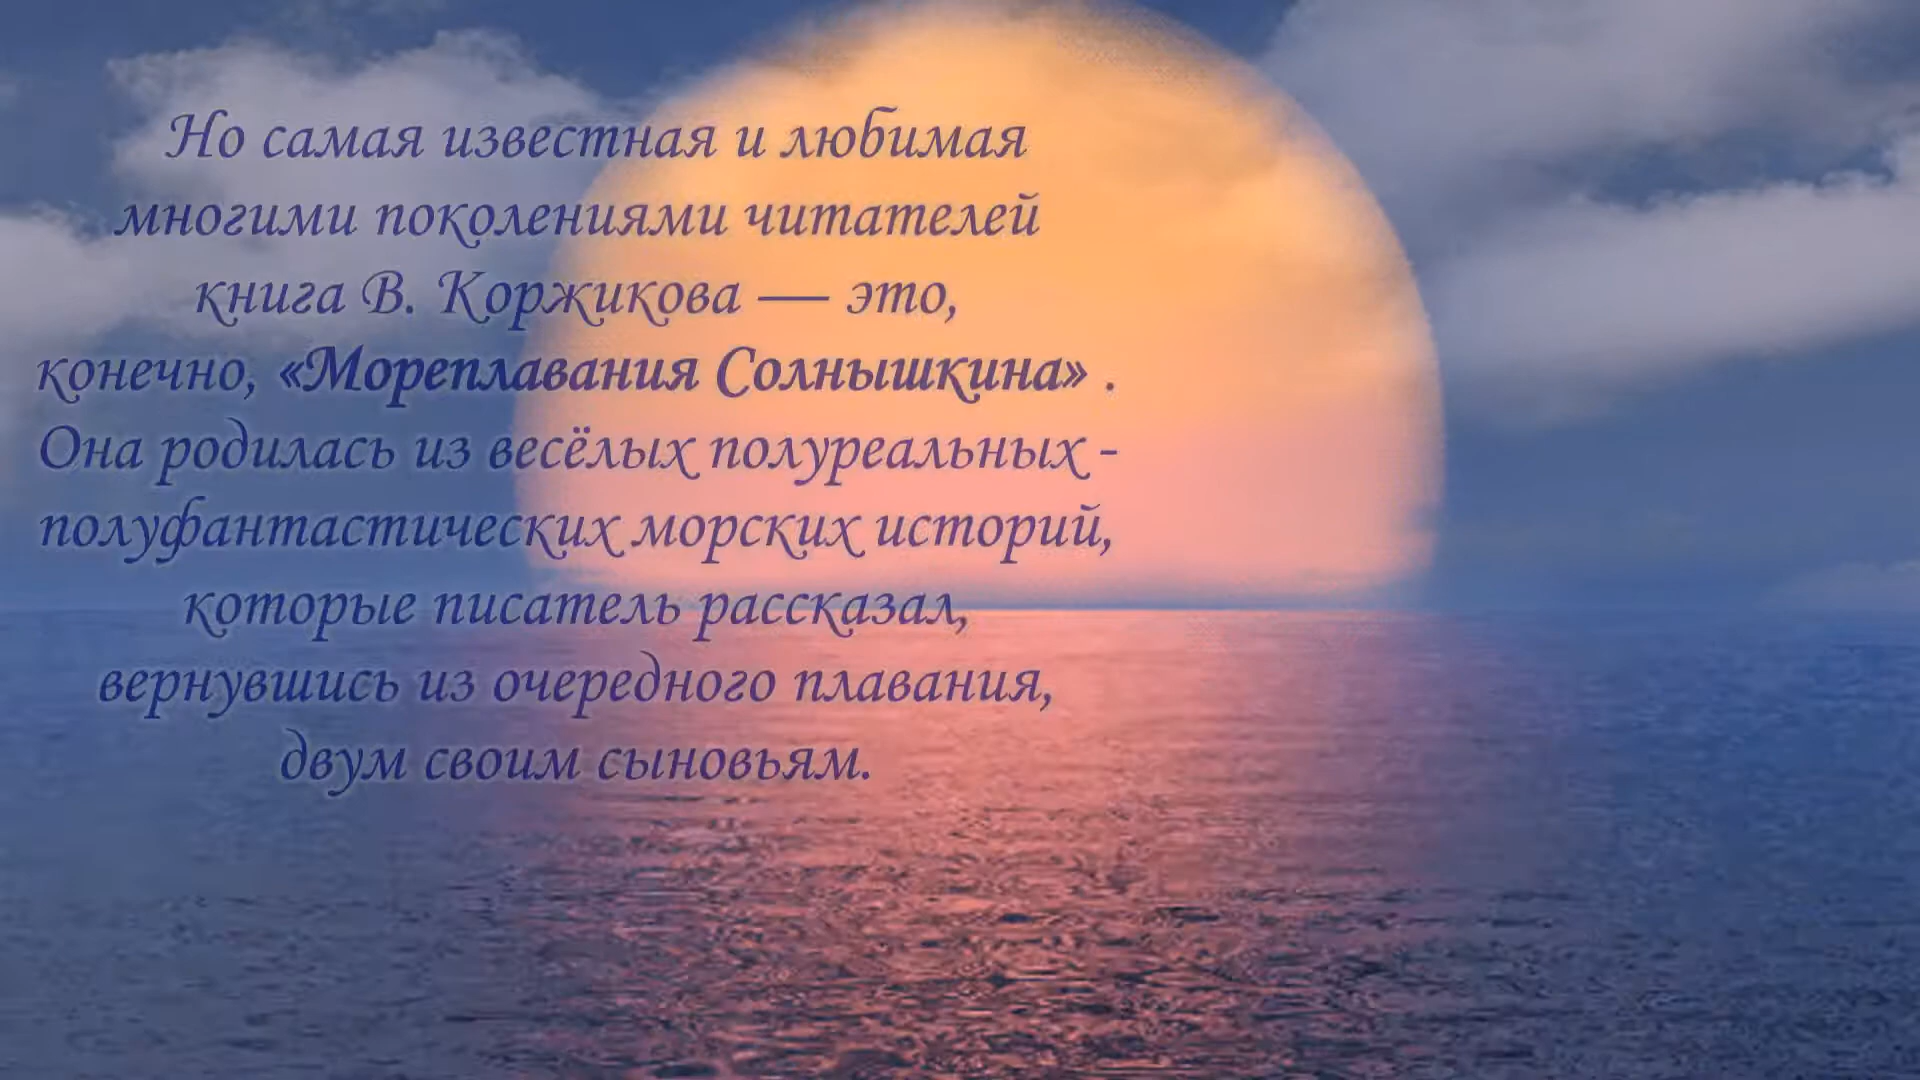 Но самая известная и любимая
многими поколениями читателей
книга В. Коржикова — это,
конечно, «Мореплавания Солнышкина» .
Она родилась из весёлых полуреальных -
полуфантастических морских историй,
которые писатель рассказал,
вернувшись из очередного плавания,
двум своим сыновьям.